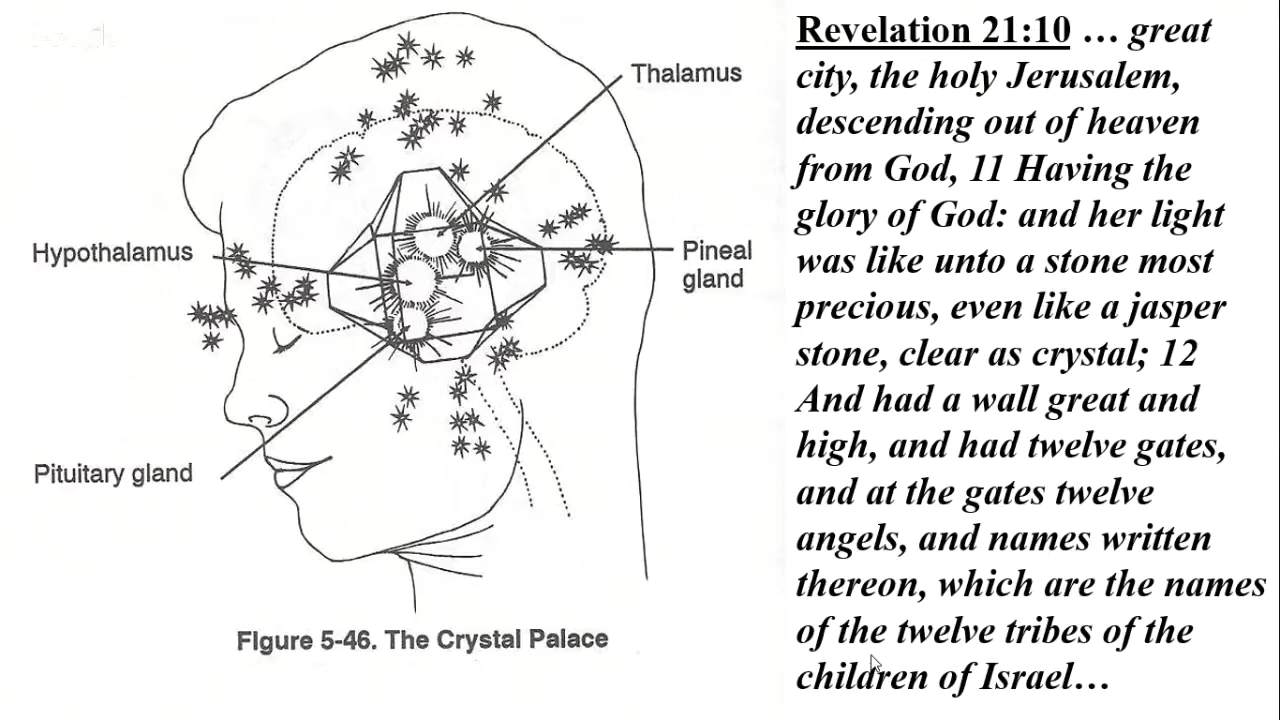 Thalamus
Hypothalamus
Pineal
gland
Pituitary gland
Figure 5-46. The Crystal Palace
Revelation 21:10 … great
city, the holy Jerusalem,
descending out of heaven
from God, 11 Having the
glory of God: and her light
was like unto a stone most
precious, even like a jasper
stone, clear as crystal; 12
And had a wall great and
high, and had twelve gates,
and at the gates twelve
angels, and names written
thereon, which are the names
of the twelve tribes of the
children of Israel…